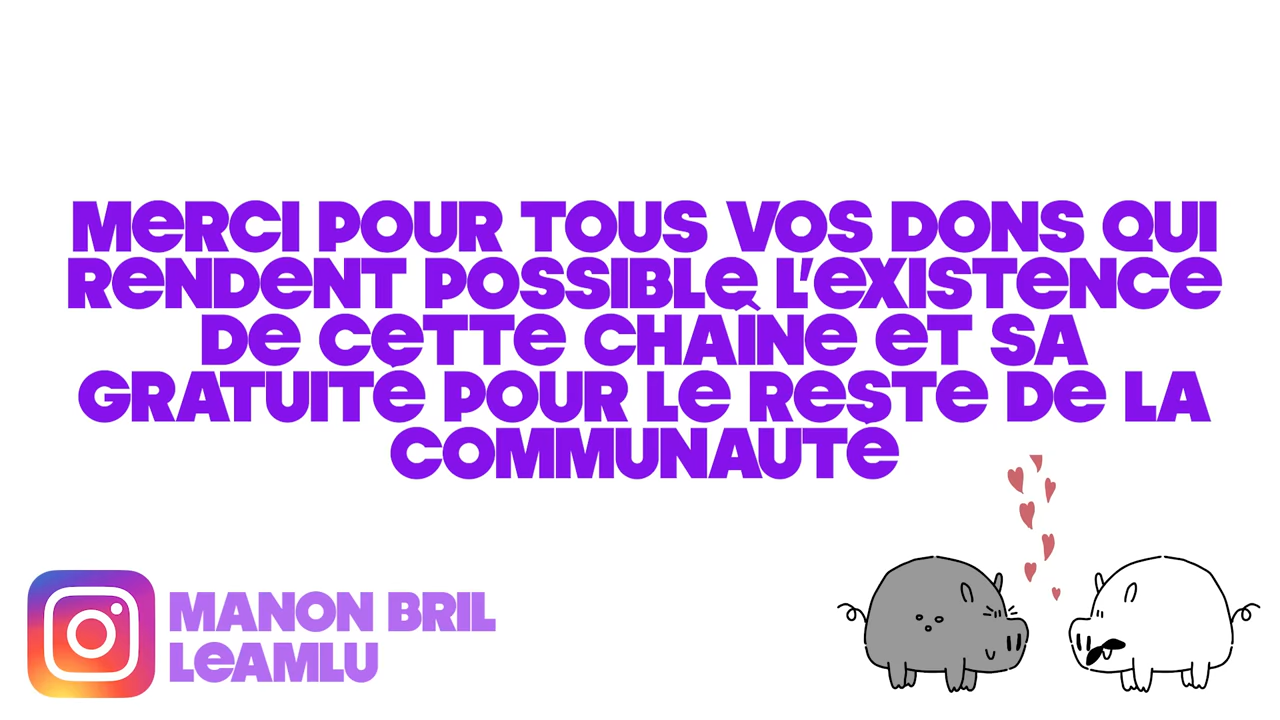 MERCI POUR TOUS VOS DONS QUI
RENDENT POSSIBLE L'EXISTENCE
DE CETTE CHAÎNE ET SA
GRATUITÉ POUR LE RESTE DE LA
COMMUNAUTÉ
MANON BRIL
LEAMLU